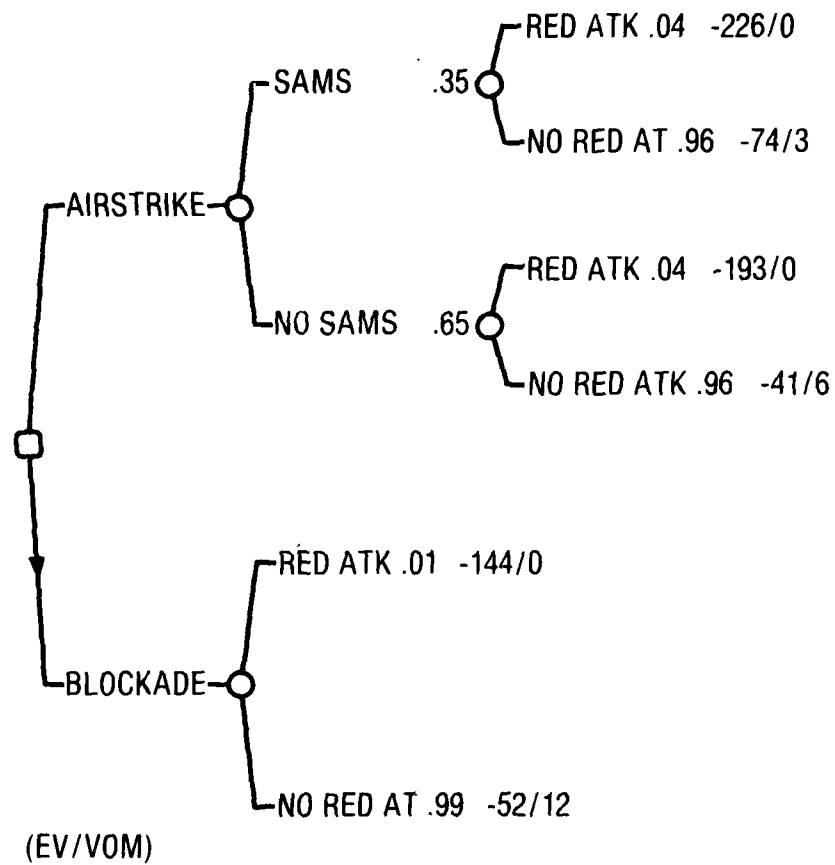 RED ATK .04 -226/0
SAMS .35
NO RED AT .96 -74/3
AIRSTRIKE
RED ATK .04 -193/0
NO SAMS .65
NO RED ATK .96 -41/6
RED ATK .01 -144/0
BLOCKADE
NO RED AT .99 -52/12
(EV/VOM)